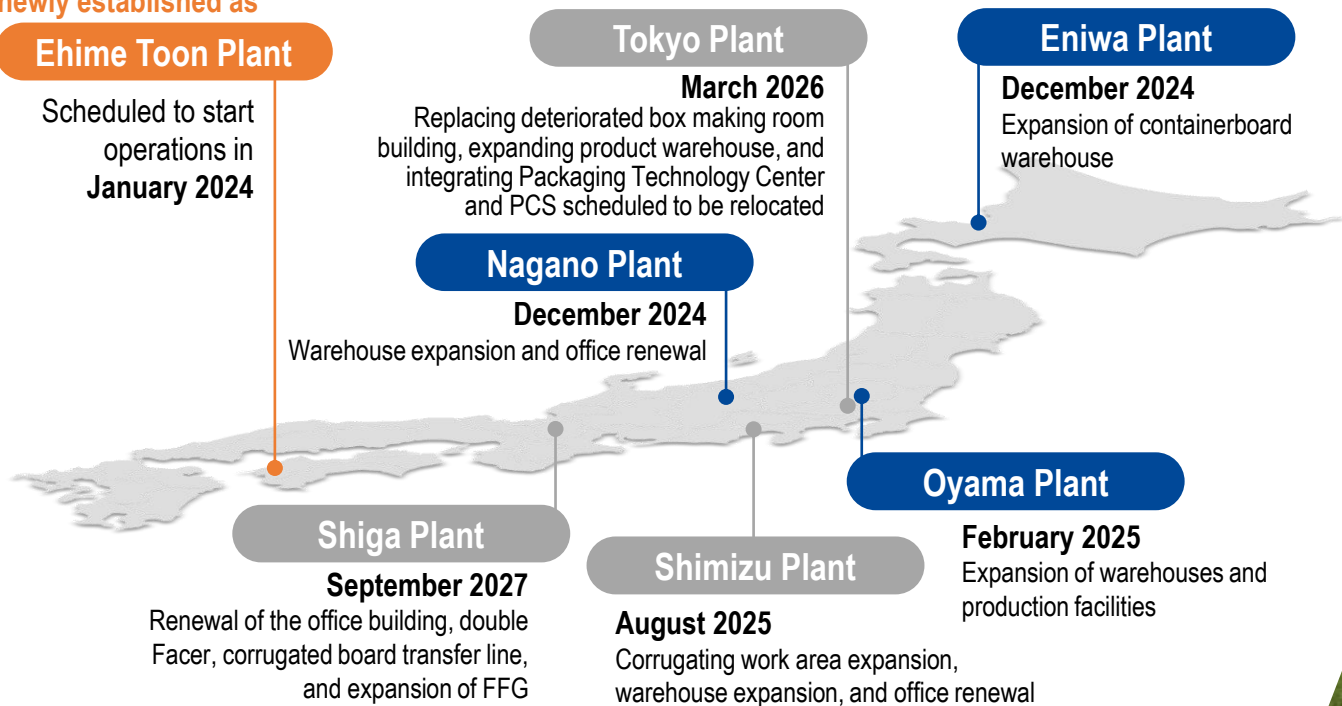 newly established as
Ehime Toon Plant
Scheduled to start
operations in
January 2024
Tokyo Plant
March 2026
Replacing deteriorated box making room
building, expanding product warehouse, and
integrating Packaging Technology Center
and PCS scheduled to be relocated
Eniwa Plant
December 2024
Expansion of containerboard
warehouse
Nagano Plant
December 2024
Warehouse expansion and office renewal
Oyama Plant
February 2025
Expansion of warehouses and
production facilities
Shiga Plant
September 2027
Renewal of the office building, double
Facer, corrugated board transfer line,
and expansion of FFG
Shimizu Plant
August 2025
Corrugating work area expansion,
warehouse expansion, and office renewal